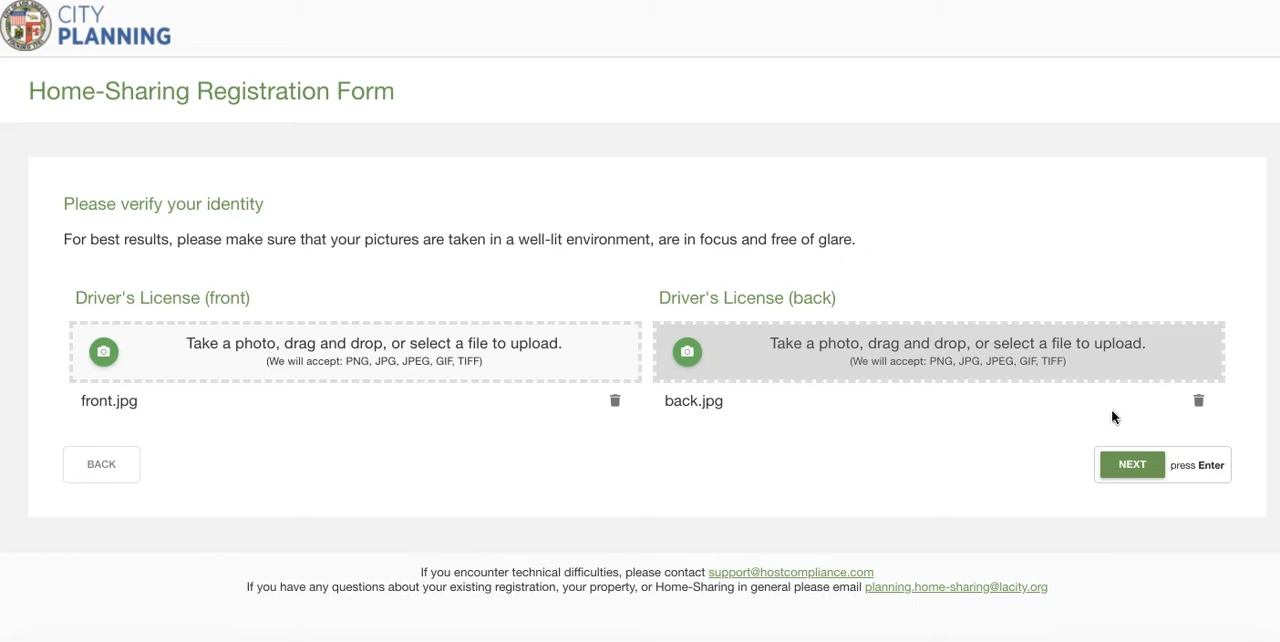 CITY
PLANNING
Home-Sharing Registration Form
Please verify your identity
For best results, please make sure that your pictures are taken in a well-lit environment, are in focus and free of glare.
Driver's License (front)
Driver's License (back)
Take a photo, drag and drop, or select a file to upload.
(We will accept: PNG, JPG, JPEG, GIF, TIFF)
Take a photo, drag and drop, or select a file to upload.
(We will accept: PNG, JPG, JPEG, GIF, TIFF)
front.jpg
back.jpg
BACK
NEXT press Enter
If you encounter technical difficulties, please contact support@hostcompliance.com
If you have any questions about your existing registration, your property, or Home-Sharing in general please email planning.home-sharing@lacity.org